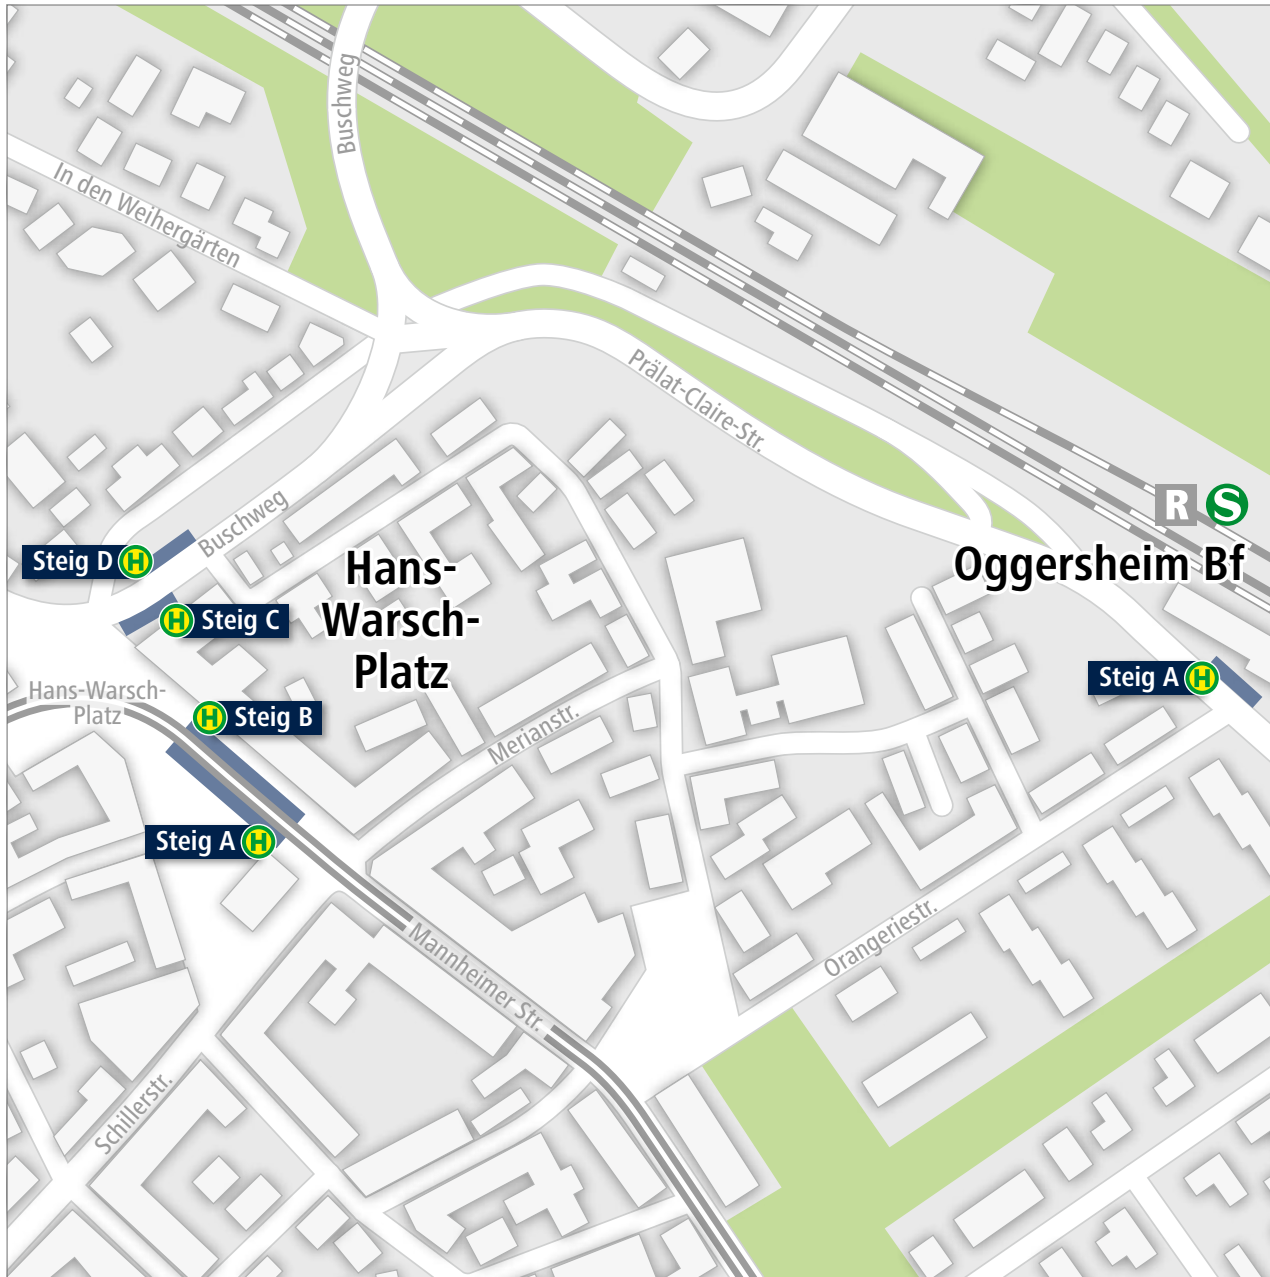 Buschweg
In den Weihergärten
Prälat-Claire-Str.
R S
Oggersheim Bf
Buschweg
Steig D H
Hans-
Warsch-
Platz
H Steig C
Steig A H
Hans-Warsch-
Platz
H Steig B
Merianstr.
Steig A H
Orangeriestr.
Mannheimer Str.
Schillerstr.